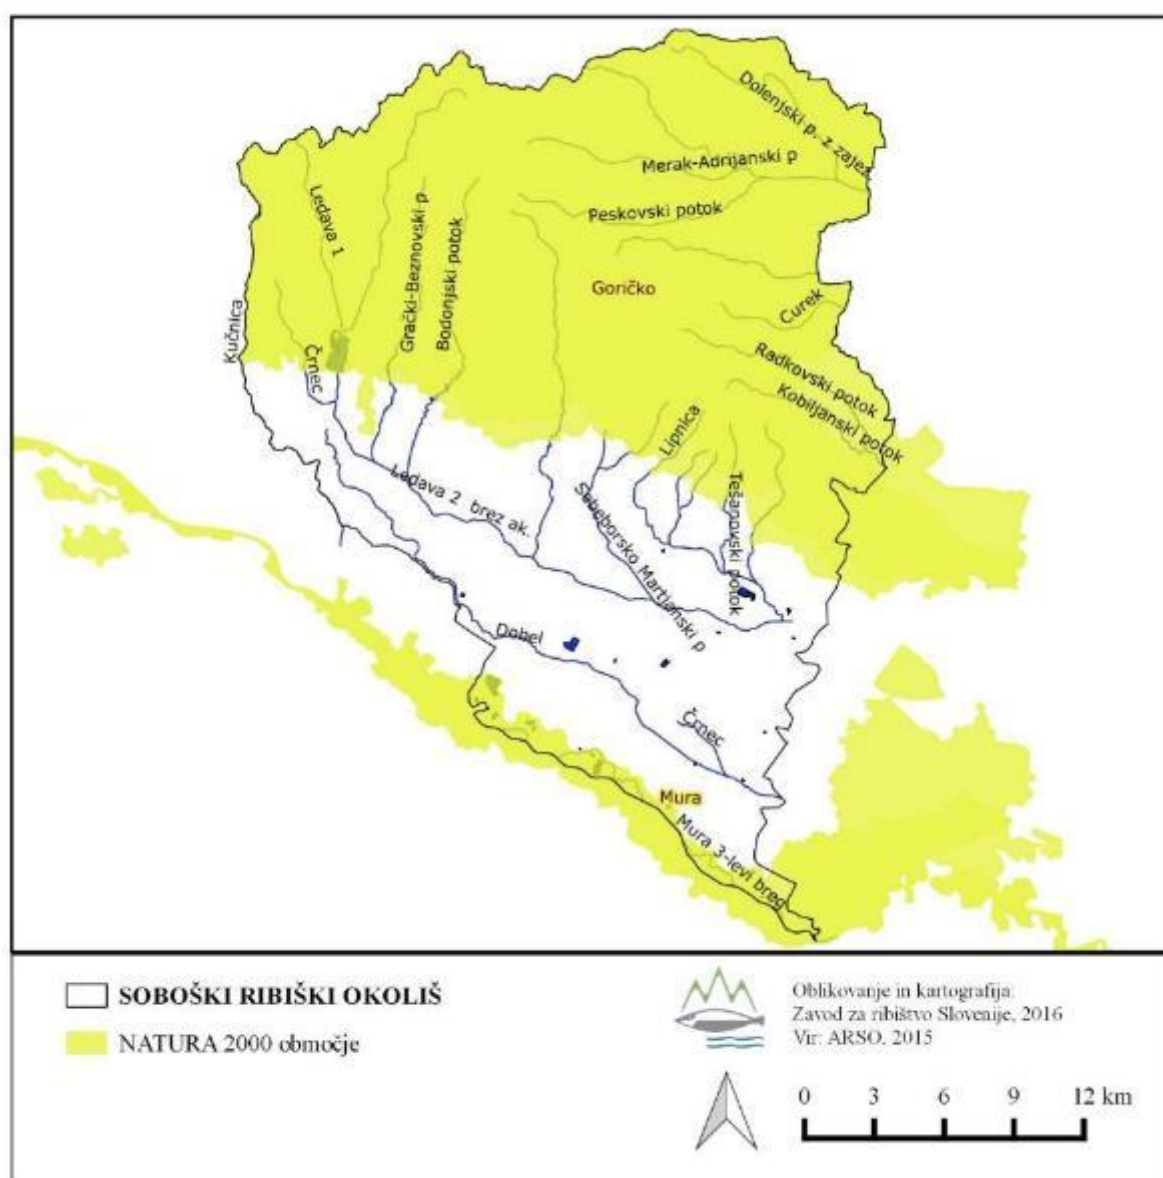 Dolenjski p. z zajez.
Merak-Adrijanski p
Peskovski potok
Ledava 1
Grački-Beznovski p
Bodonjski potok
Goričko
Curek
Kučnica
Črnec
Radkovski potok
Kobiljanski potok
Lipnica
Ledava 2 brez ak.
Sebeborsko Martjanski p
Tešanovski potok
Dobel
Črnec
Mura
Mura 3-levi breg
SOBOŠKI RIBIŠKI OKOLIŠ
NATURA 2000 območje
Oblikovanje in kartografija:
Zavod za ribištvo Slovenije, 2016
Vir: ARSO, 2015
0 3 6 9 12 km